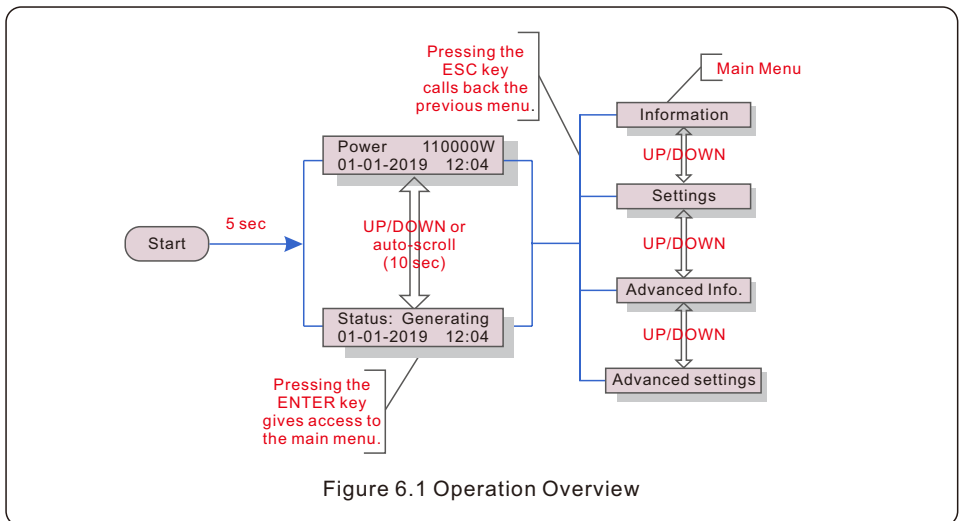 Pressing the
ESC key
calls back the
previous menu.
Main Menu
Information
UP/DOWN
Settings
UP/DOWN
Advanced Info.
UP/DOWN
Advanced settings
Power 110000W
01-01-2019 12:04
UP/DOWN or
auto-scroll
(10 sec)
Status: Generating
01-01-2019 12:04
5 sec
Start
Pressing the
ENTER key
gives access to
the main menu.
Figure 6.1 Operation Overview